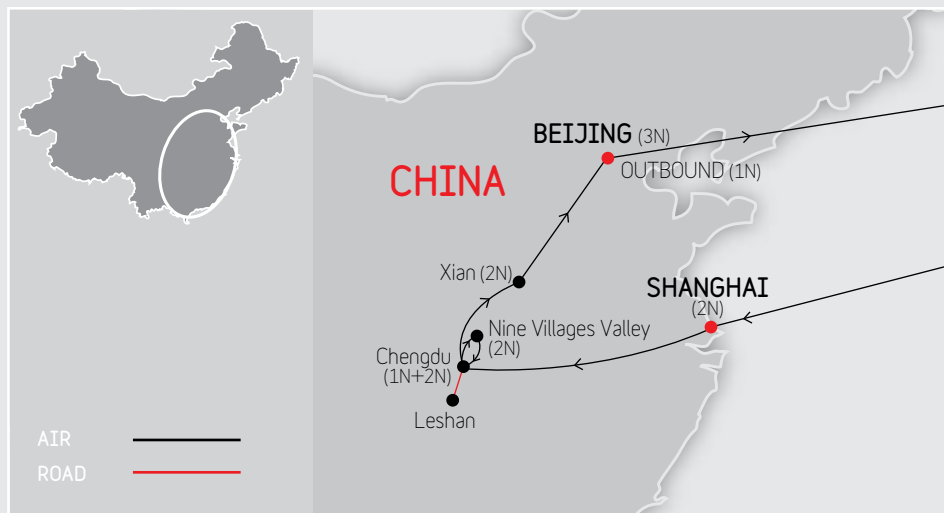 BEIJING (3N)
OUTBOUND (1N)
CHINA
Xian (2N)
SHANGHAI
(2N)
Nine Villages Valley
(2N)
Chengdu
(1N+2N)
Leshan
AIR
ROAD